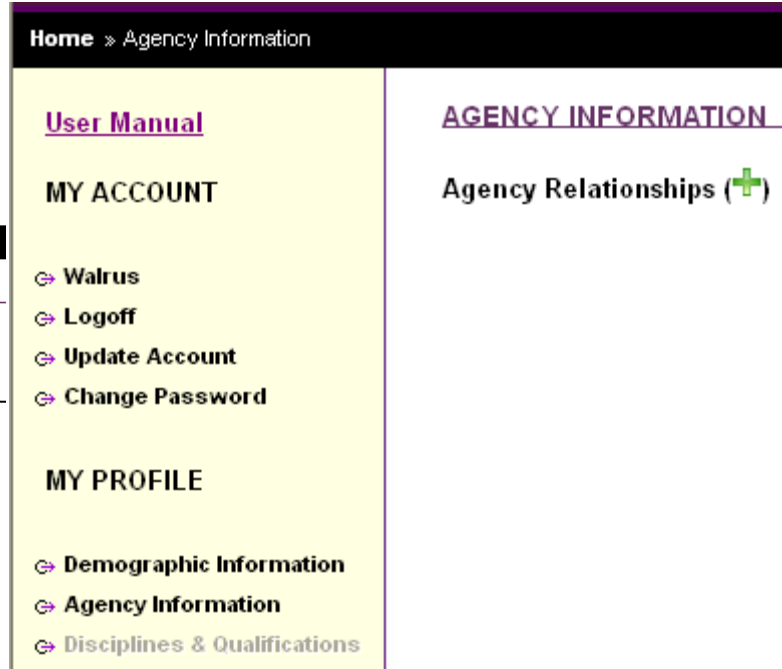 Home » Agency Information
User Manual
MY ACCOUNT
Walrus
Logoff
Update Account
Change Password
MY PROFILE
Demographic Information
Agency Information
Disciplines & Qualifications
AGENCY INFORMATION
Agency Relationships ( )